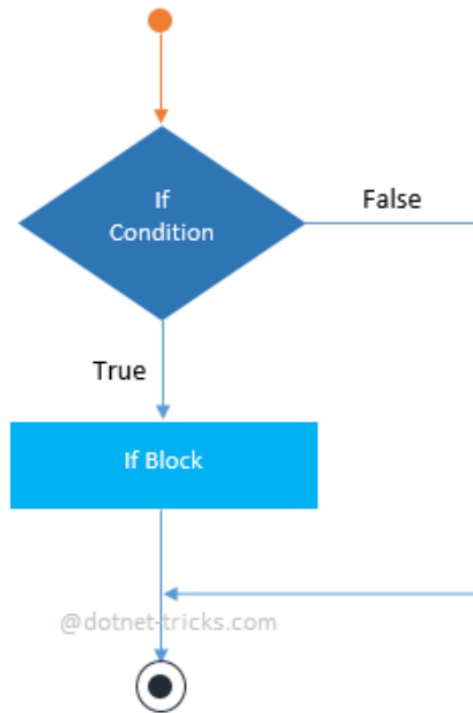 If
Condition
False
True
If Block
@dotnet-tricks.com